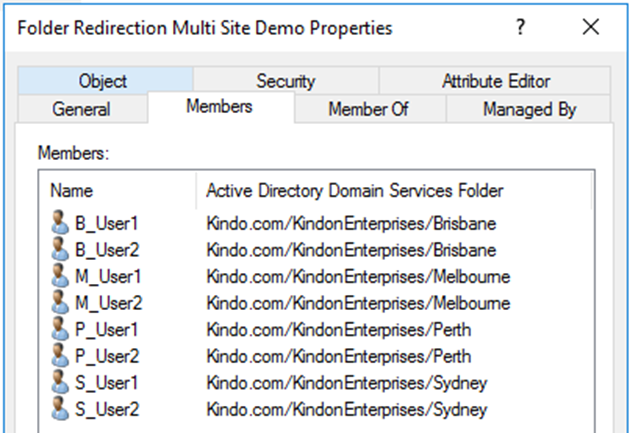 Folder Redirection Multi Site Demo Properties ? ×
Object Security Attribute Editor
General Members Member Of Managed By
Members:
Name Active Directory Domain Services Folder
B_User1 Kindo.com/KindonEnterprises/Brisbane
B_User2 Kindo.com/KindonEnterprises/Brisbane
M_User1 Kindo.com/KindonEnterprises/Melbourne
M_User2 Kindo.com/KindonEnterprises/Melbourne
P_User1 Kindo.com/KindonEnterprises/Perth
P_User2 Kindo.com/KindonEnterprises/Perth
S_User1 Kindo.com/KindonEnterprises/Sydney
S_User2 Kindo.com/KindonEnterprises/Sydney